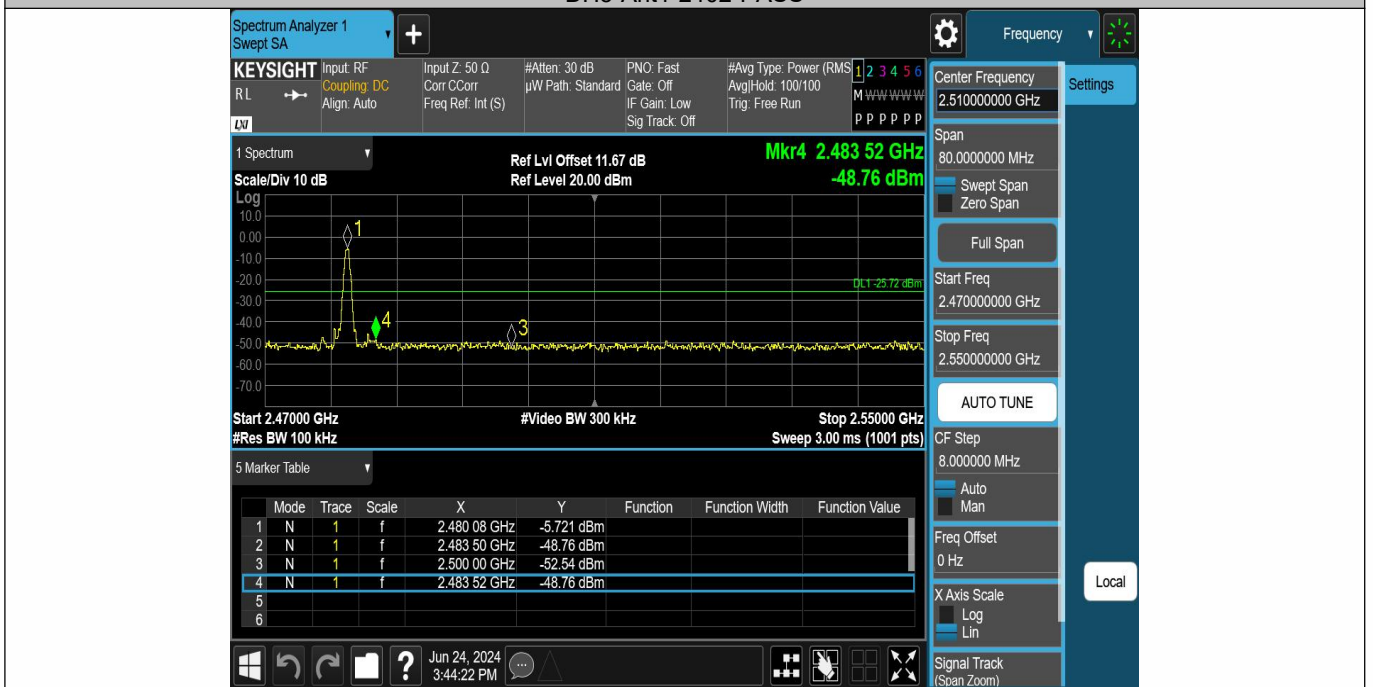 Spectrum Analyzer 1
Swept SA
Frequency
KEYSIGHT
RL
LXI
Input: RF
Coupling: DC
Align: Auto
Input Z: 50 Ω
Corr CCorr
Freq Ref: Int (S)
#Atten: 30 dB
µW Path: Standard
PNO: Fast
Gate: Off
IF Gain: Low
Sig Track: Off
#Avg Type: Power (RMS
Avg|Hold: 100/100
Trig: Free Run
1 2 3 4 5 6
M W W W W W
P P P P P P
1 Spectrum
Scale/Div 10 dB
Ref Lvl Offset 11.67 dB
Ref Level 20.00 dBm
Mkr4 2.483 52 GHz
-48.76 dBm
Log
10.0
0.00
-10.0
-20.0
-30.0
-40.0
-50.0
-60.0
-70.0
1
4
3
DL1 -25.72 dBm
Start 2.47000 GHz
#Res BW 100 kHz
#Video BW 300 kHz
Stop 2.55000 GHz
Sweep 3.00 ms (1001 pts)
5 Marker Table
Mode Trace Scale X Y Function Function Width Function Value
1 N 1 f 2.480 08 GHz -5.721 dBm
2 N 1 f 2.483 50 GHz -48.76 dBm
3 N 1 f 2.500 00 GHz -52.54 dBm
4 N 1 f 2.483 52 GHz -48.76 dBm
5
6
Jun 24, 2024
3:44:22 PM
Center Frequency
2.510000000 GHz
Span
80.0000000 MHz
Swept Span
Zero Span
Full Span
Start Freq
2.470000000 GHz
Stop Freq
2.550000000 GHz
AUTO TUNE
CF Step
8.000000 MHz
Auto
Man
Freq Offset
0 Hz
X Axis Scale
Log
Lin
Signal Track
(Span Zoom)
Settings
Local